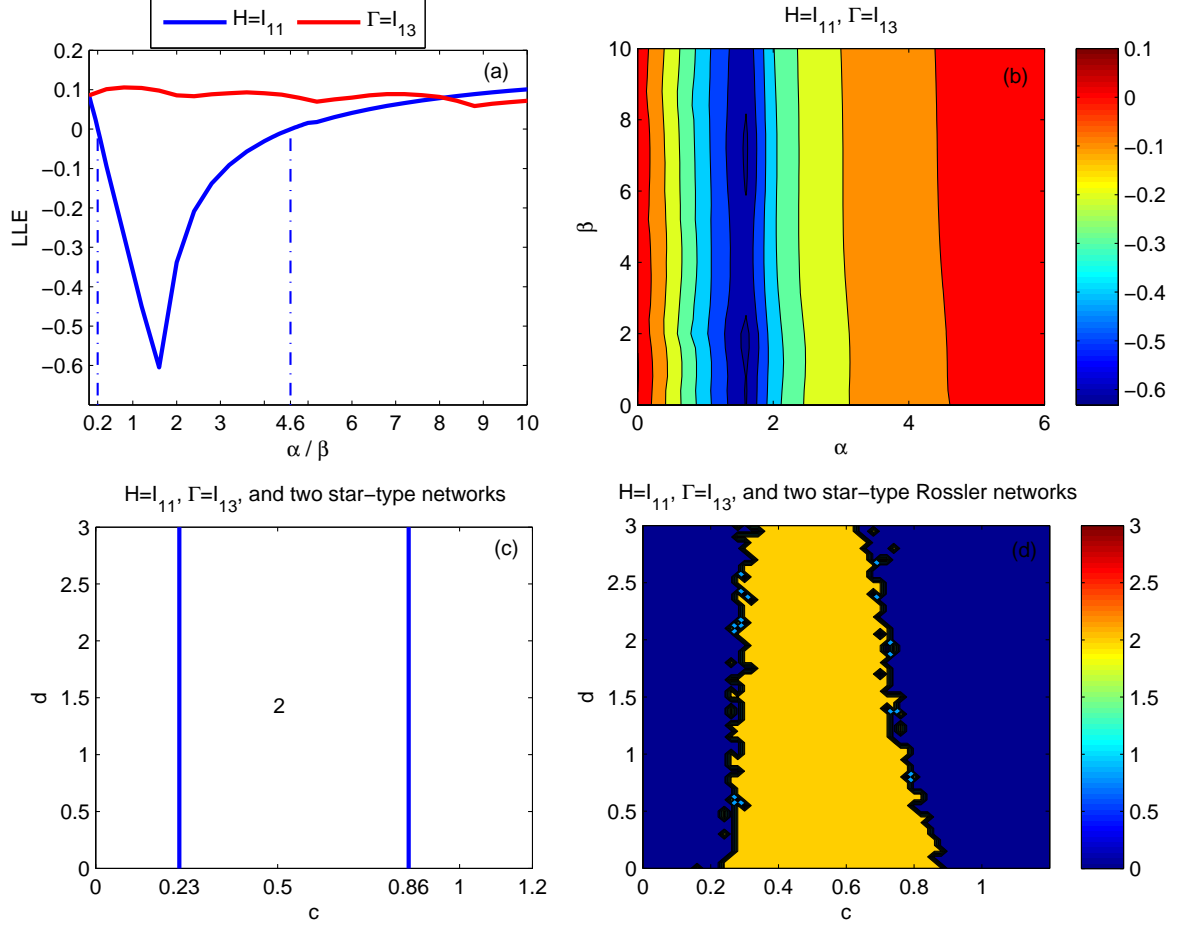 H=I₁₁ Γ=I₁₃
(a)
0.2
0.1
0
−0.1
−0.2
−0.3
−0.4
−0.5
−0.6
LLE
0.2 1 2 3 4 4.6 6 7 8 9 10
α / β
H=I₁₁, Γ=I₁₃
(b)
10
8
6
4
2
0
β
0 2 4 6
α
0.1
0
−0.1
−0.2
−0.3
−0.4
−0.5
−0.6
H=I₁₁, Γ=I₁₃, and two star−type networks
(c)
3
2.5
2
1.5
1
0.5
0
d
2
0 0.23 0.5 0.86 1 1.2
c
H=I₁₁, Γ=I₁₃, and two star−type Rossler networks
(d)
3
2.5
2
1.5
1
0.5
0
d
0 0.2 0.4 0.6 0.8 1
c
3
2.5
2
1.5
1
0.5
0